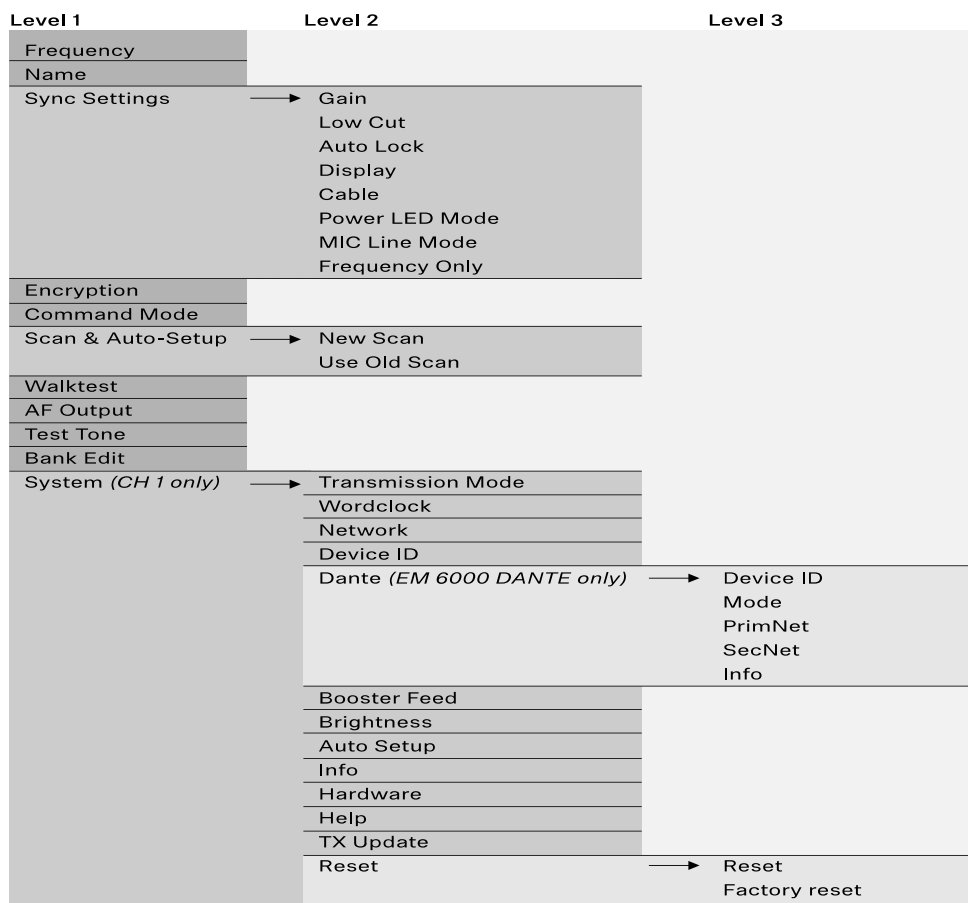 Level 1 Level 2 Level 3
Frequency
Name
Sync Settings Gain
Low Cut
Auto Lock
Display
Cable
Power LED Mode
MIC Line Mode
Frequency Only
Encryption
Command Mode
Scan & Auto-Setup New Scan
Use Old Scan
Walktest
AF Output
Test Tone
Bank Edit
System (CH 1 only) Transmission Mode
Wordclock
Network
Device ID
Dante (EM 6000 DANTE only) Device ID
Mode
PrimNet
SecNet
Info
Booster Feed
Brightness
Auto Setup
Info
Hardware
Help
TX Update
Reset Reset
Factory reset